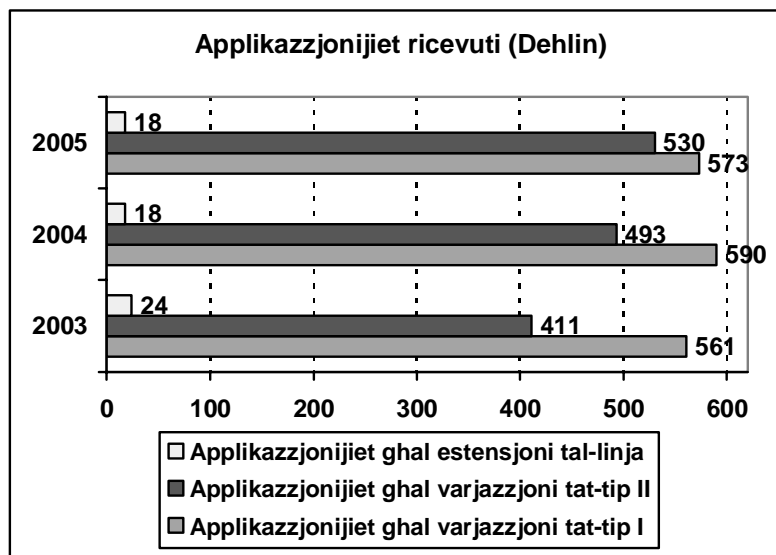 Applikazzjonijiet ricevuti (Dehlin)
2005
18
530
573
2004
18
493
590
2003
24
411
561
0 100 200 300 400 500 600
Applikazzjonijiet ghal estensjoni tal-linja
Applikazzjonijiet ghal varjazzjoni tat-tip II
Applikazzjonijiet ghal varjazzjoni tat-tip I